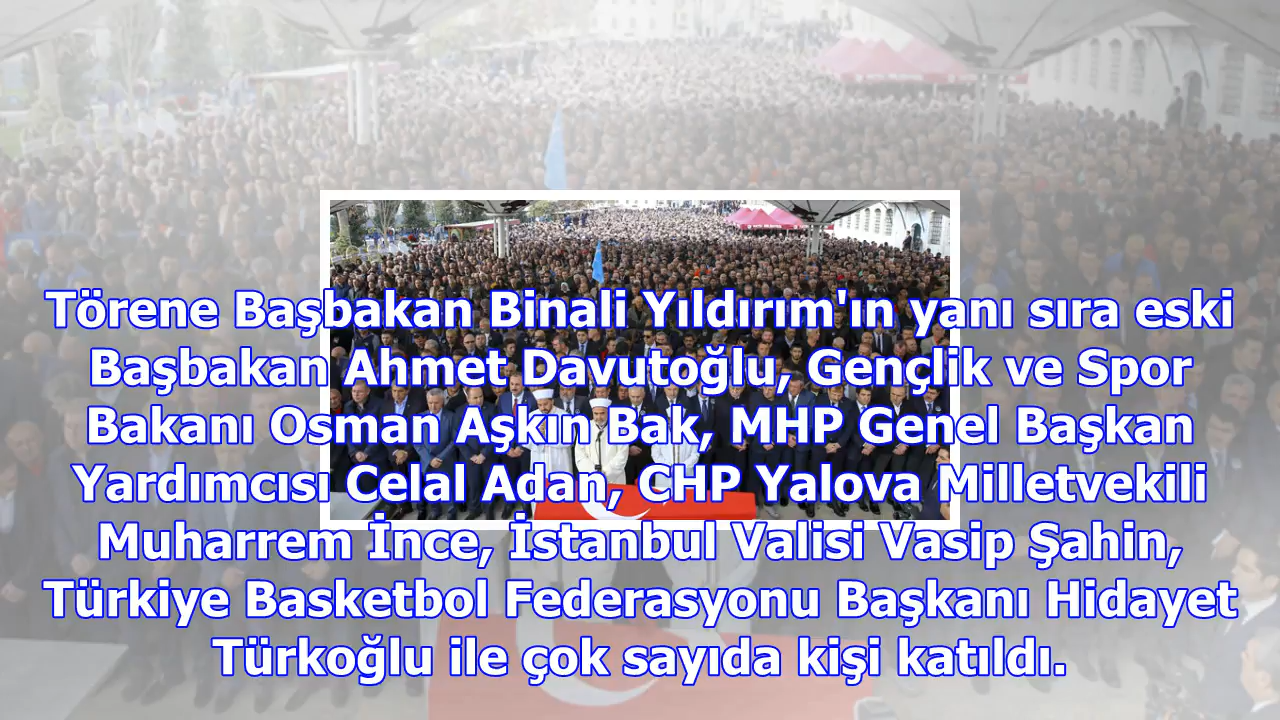 Törene Başbakan Binali Yıldırım'ın yanı sıra eski
Başbakan Ahmet Davutoğlu, Gençlik ve Spor
Bakanı Osman Aşkın Bak, MHP Genel Başkan
Yardımcısı Celal Adan, CHP Yalova Milletvekili
Muharrem İnce, İstanbul Valisi Vasip Şahin,
Türkiye Basketbol Federasyonu Başkanı Hidayet
Türkoğlu ile çok sayıda kişi katıldı.